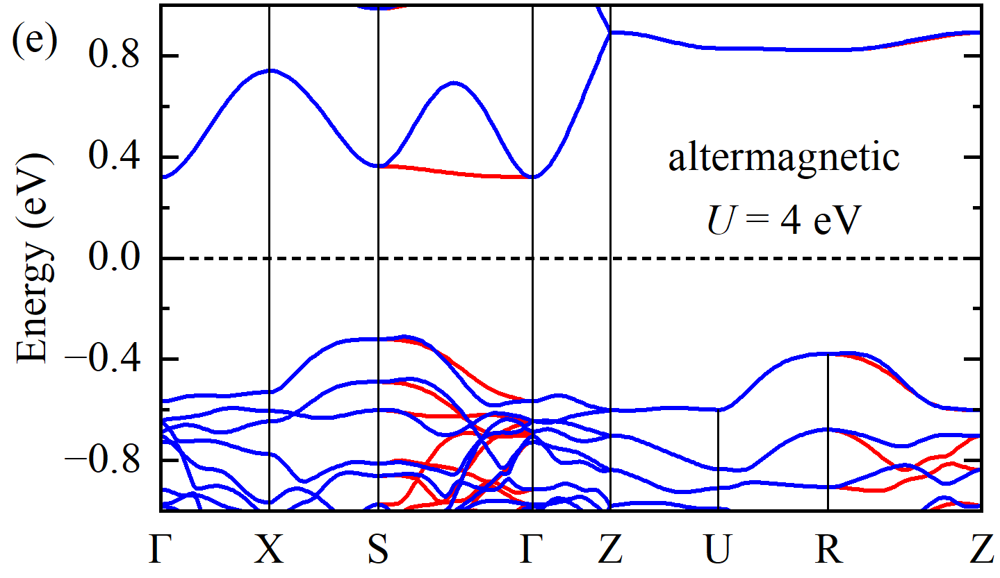 (e)
0.8
0.4
0.0
−0.4
−0.8
Energy (eV)
altermagnetic
U = 4 eV
Γ X S Γ Z U R Z